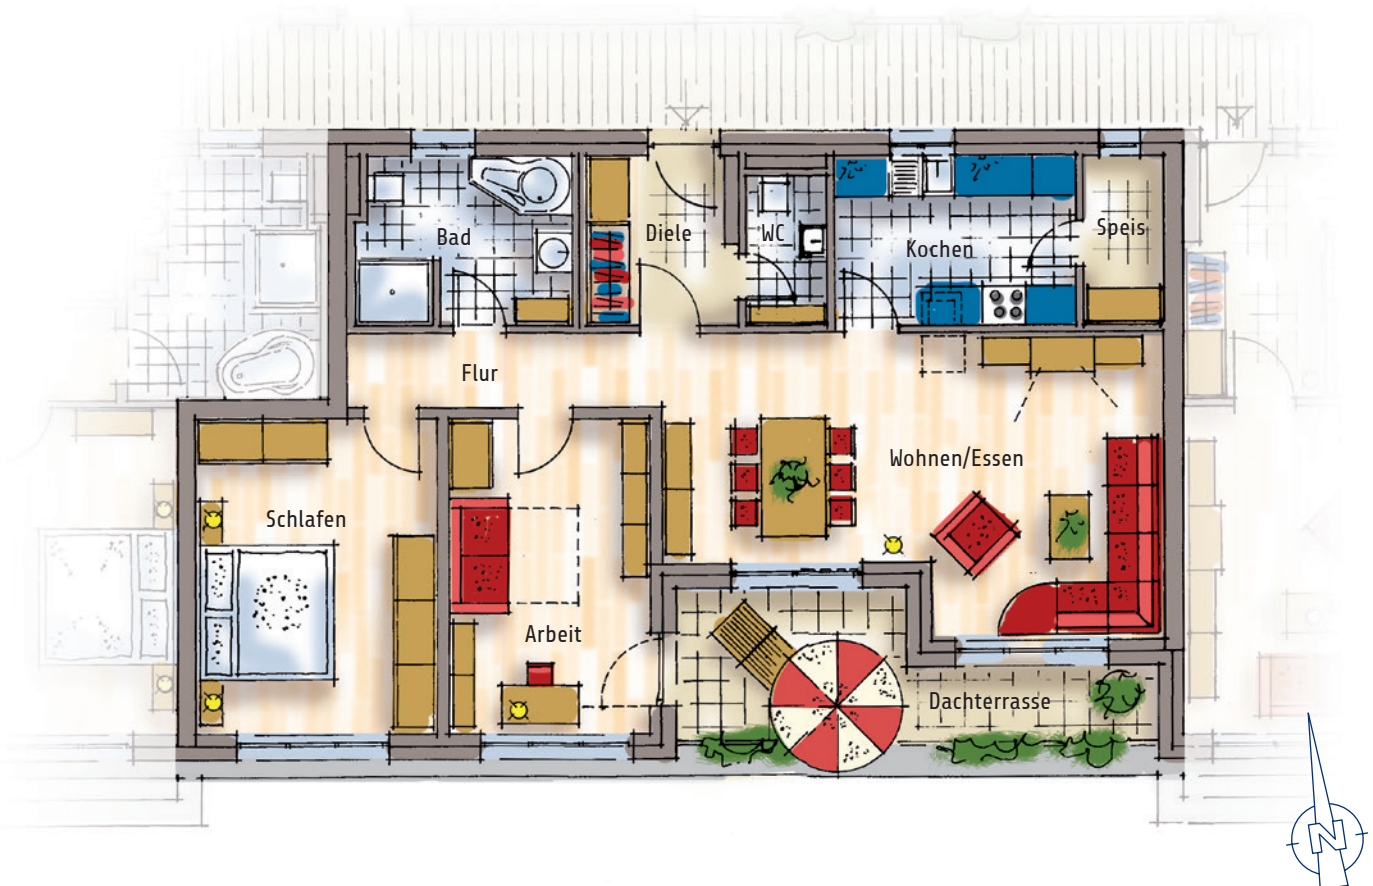 Bad
Diele
WC
Kochen
Speis
Flur
Wohnen/Essen
Schlafen
Arbeit
Dachterrasse
N